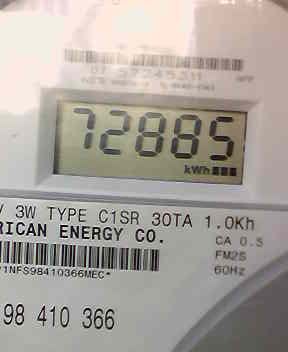 72885
kWh
V 3W TYPE C1SR 30TA 1.0Kh
RICAN ENERGY CO.
CA 0.5
FM2S
60Hz
98 410 366